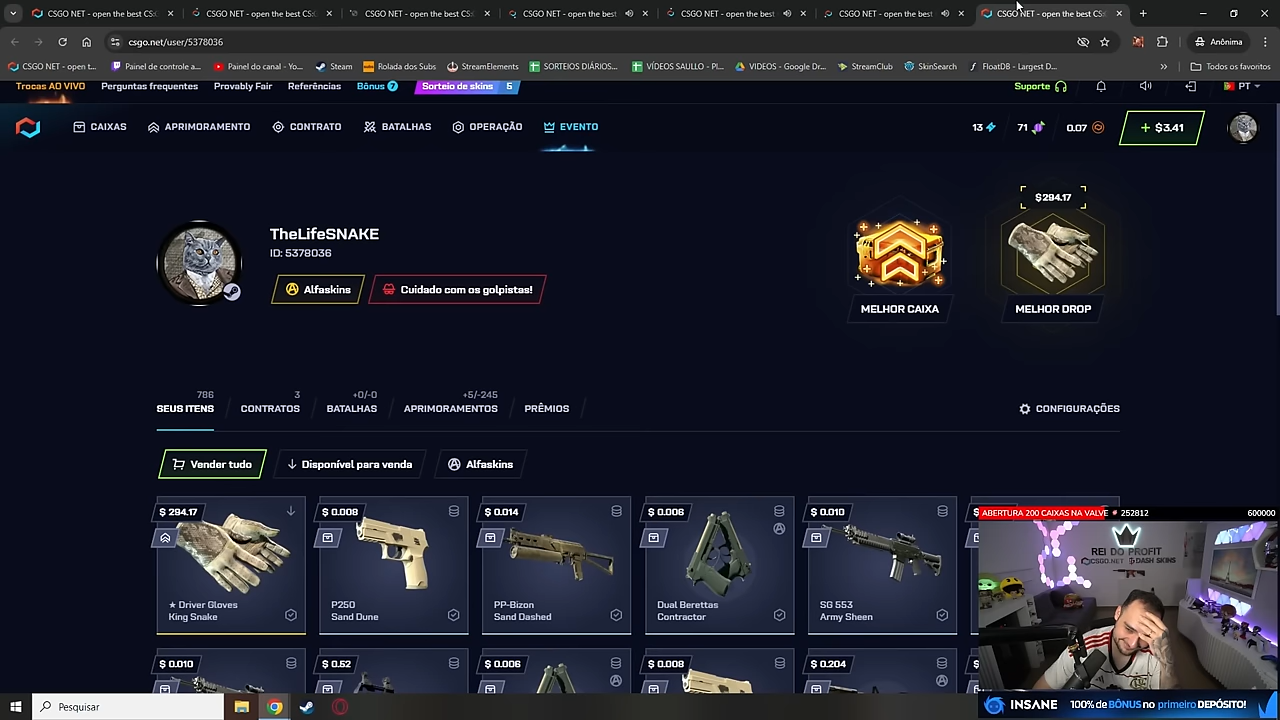 CSGO NET - open the best CS:
CSGO NET - open the best CS:
CSGO NET - open the best CS:
CSGO NET - open the best
CSGO NET - open the best
CSGO NET - open the best
CSGO NET - open the best CS:
csgo.net/user/5378036
Anônima
CSGO NET - open t...
Painel de controle a...
Painel do canal - Yo...
Steam
Rolada dos Subs
StreamElements
SORTEIOS DIÁRIOS...
VÍDEOS SAULLO - PL...
VIDEOS - Google Dr...
StreamClub
SkinSearch
FloatDB - Largest D...
Todos os favoritos
Trocas AO VIVO
Perguntas frequentes
Provably Fair
Referências
Bônus 7
Sorteio de skins 5
Suporte
PT
CAIXAS
APRIMORAMENTO
CONTRATO
BATALHAS
OPERAÇÃO
EVENTO
13
71
0.07
+ $3.41
TheLifeSNAKE
ID: 5378036
Alfaskins
Cuidado com os golpistas!
MELHOR CAIXA
$294.17
MELHOR DROP
786
SEUS ITENS
3
CONTRATOS
+0/-0
BATALHAS
+5/-245
APRIMORAMENTOS
PRÊMIOS
CONFIGURAÇÕES
Vender tudo
Disponível para venda
Alfaskins
$ 294.17
★ Driver Gloves
King Snake
$ 0.008
P250
Sand Dune
$ 0.014
PP-Bizon
Sand Dashed
$ 0.006
Dual Berettas
Contractor
$ 0.010
SG 553
Army Sheen
$ 0.010
$ 0.52
$ 0.006
$ 0.008
$ 0.204
ABERTURA 200 CAIXAS NA VALVE
252812
600000
REI DO PROFIT
CSGO.NET DASH SKINS
INSANE
100% de BÔNUS no primeiro DEPÓSITO!
Pesquisar